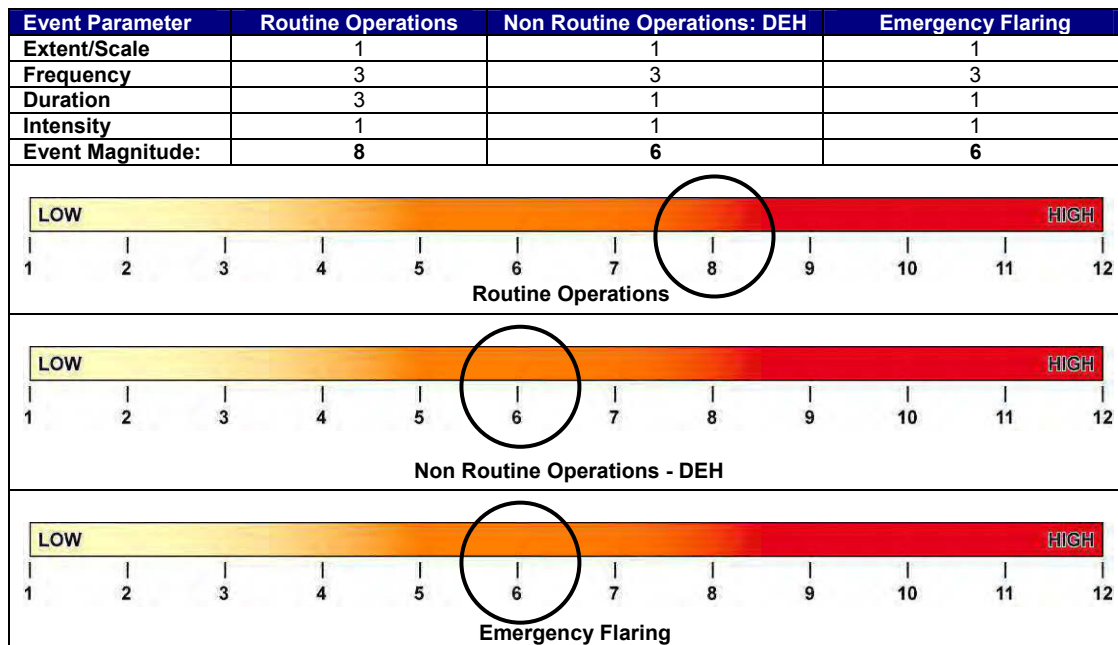 Event Parameter Routine Operations Non Routine Operations: DEH Emergency Flaring
Extent/Scale 1 1 1
Frequency 3 3 3
Duration 3 1 1
Intensity 1 1 1
Event Magnitude: 8 6 6
LOW HIGH
1 2 3 4 5 6 7 8 9 10 11 12
Routine Operations
LOW HIGH
1 2 3 4 5 6 7 8 9 10 11 12
Non Routine Operations - DEH
LOW HIGH
1 2 3 4 5 6 7 8 9 10 11 12
Emergency Flaring